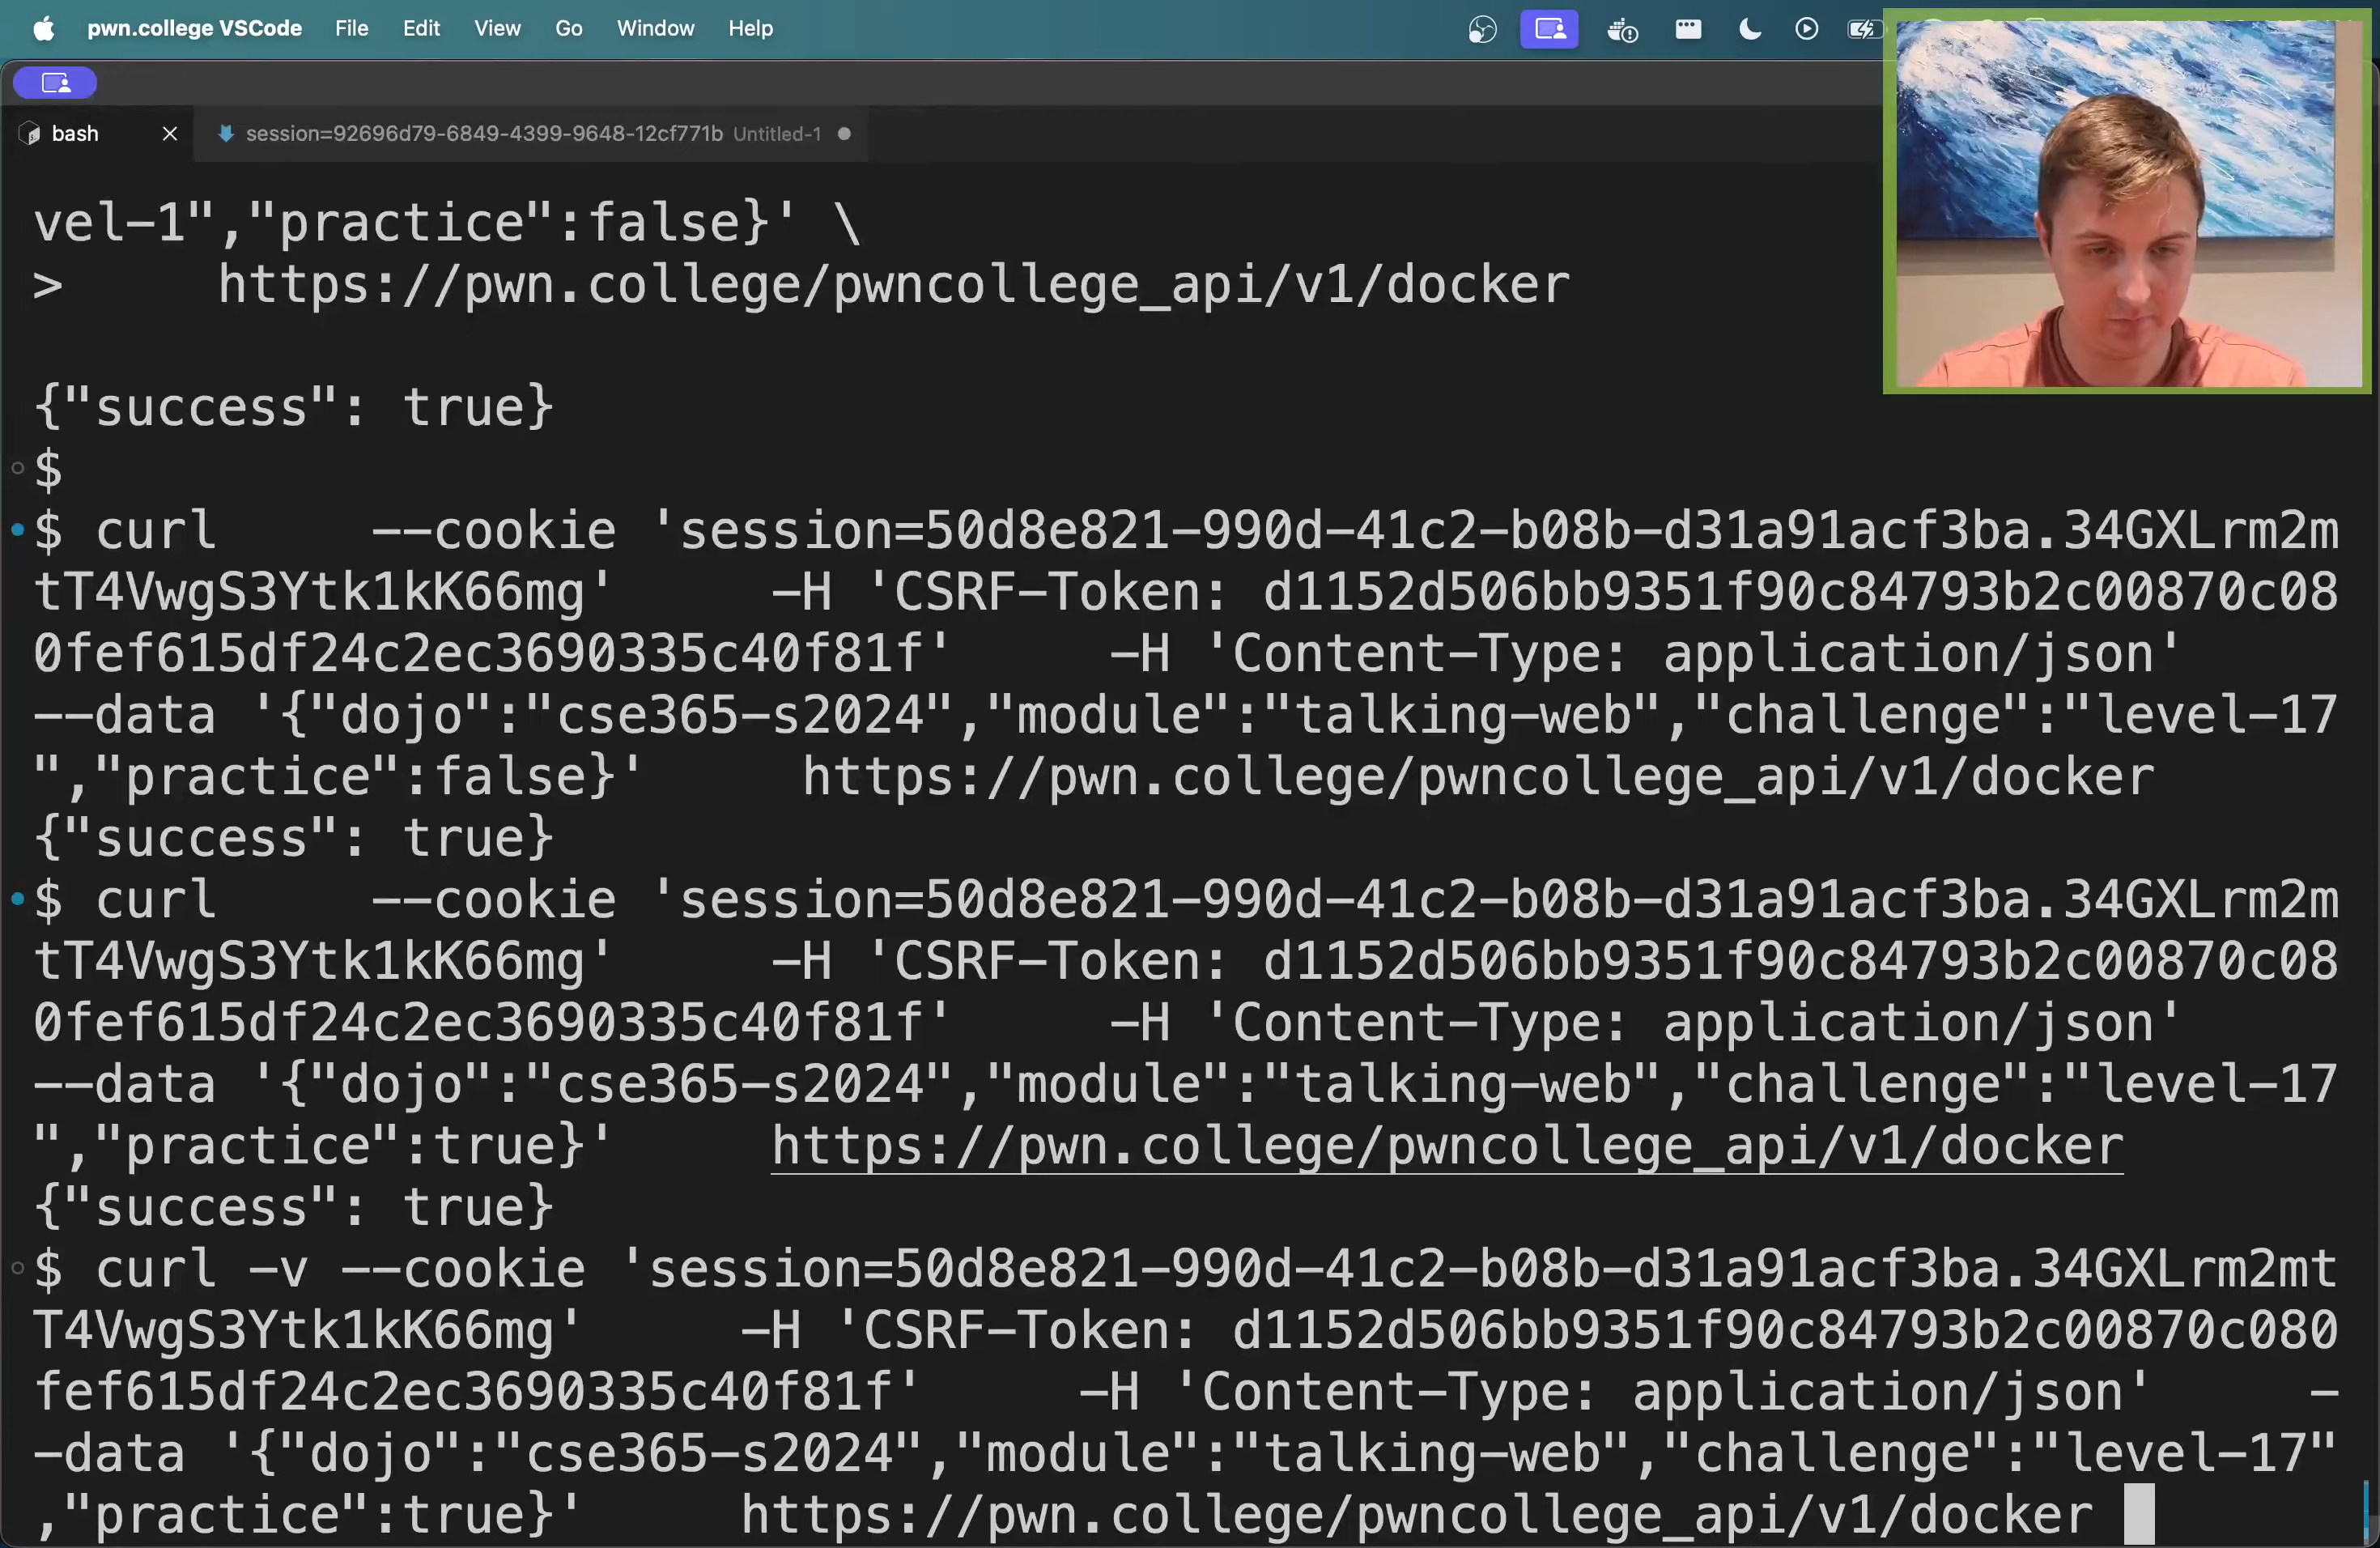 pwn.college VSCode File Edit View Go Window Help
bash session=92696d79-6849-4399-9648-12cf771b Untitled-1
vel-1","practice":false}' \
> https://pwn.college/pwncollege_api/v1/docker
{"success": true}
$
$ curl --cookie 'session=50d8e821-990d-41c2-b08b-d31a91acf3ba.34GXLrm2m
tT4VwgS3Ytk1kK66mg' -H 'CSRF-Token: d1152d506bb9351f90c84793b2c00870c08
0fef615df24c2ec3690335c40f81f' -H 'Content-Type: application/json'
--data '{"dojo":"cse365-s2024","module":"talking-web","challenge":"level-17
","practice":false}' https://pwn.college/pwncollege_api/v1/docker
{"success": true}
$ curl --cookie 'session=50d8e821-990d-41c2-b08b-d31a91acf3ba.34GXLrm2m
tT4VwgS3Ytk1kK66mg' -H 'CSRF-Token: d1152d506bb9351f90c84793b2c00870c08
0fef615df24c2ec3690335c40f81f' -H 'Content-Type: application/json'
--data '{"dojo":"cse365-s2024","module":"talking-web","challenge":"level-17
","practice":true}' https://pwn.college/pwncollege_api/v1/docker
{"success": true}
$ curl -v --cookie 'session=50d8e821-990d-41c2-b08b-d31a91acf3ba.34GXLrm2mt
T4VwgS3Ytk1kK66mg' -H 'CSRF-Token: d1152d506bb9351f90c84793b2c00870c080
fef615df24c2ec3690335c40f81f' -H 'Content-Type: application/json' -
-data '{"dojo":"cse365-s2024","module":"talking-web","challenge":"level-17"
,"practice":true}' https://pwn.college/pwncollege_api/v1/docker